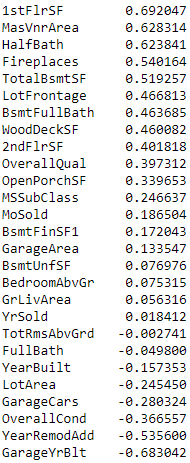 1stFlrSF 0.692047
MasVnrArea 0.628314
HalfBath 0.623841
Fireplaces 0.540164
TotalBsmtSF 0.519257
LotFrontage 0.466813
BsmtFullBath 0.463685
WoodDeckSF 0.460082
2ndFlrSF 0.401818
OverallQual 0.397312
OpenPorchSF 0.339653
MSSubClass 0.246637
MoSold 0.186504
BsmtFinSF1 0.172043
GarageArea 0.133547
BsmtUnfSF 0.076976
BedroomAbvGr 0.075315
GrLivArea 0.056316
YrSold 0.018412
TotRmsAbvGrd -0.002741
FullBath -0.049800
YearBuilt -0.157353
LotArea -0.245450
GarageCars -0.280324
OverallCond -0.366557
YearRemodAdd -0.535600
GarageYrBlt -0.683042